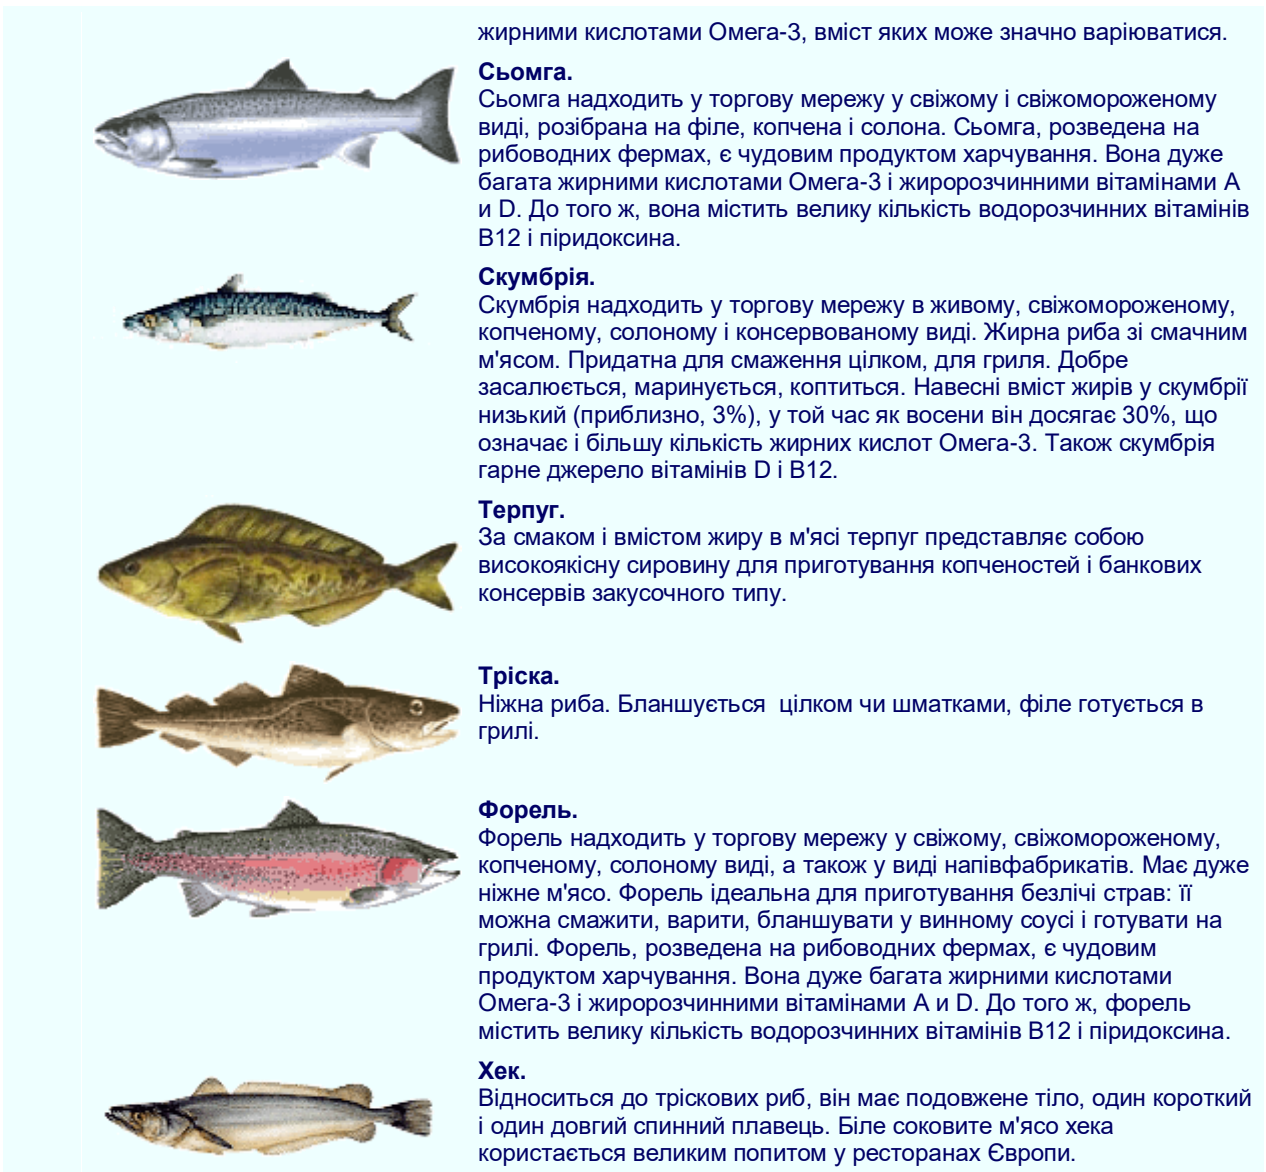 жирними кислотами Омега-3, вміст яких може значно варіюватися.
Сьомга.
Сьомга надходить у торгову мережу у свіжому і свіжомороженому
виді, розібрана на філе, копчена і солона. Сьомга, розведена на
рибоводних фермах, є чудовим продуктом харчування. Вона дуже
багата жирними кислотами Омега-3 і жиророзчинними вітамінами А
и D. До того ж, вона містить велику кількість водорозчинних вітамінів
В12 і піридоксина.
Скумбрія.
Скумбрія надходить у торгову мережу в живому, свіжомороженому,
копченому, солоному і консервованому виді. Жирна риба зі смачним
м'ясом. Придатна для смаження цілком, для гриля. Добре
засалюється, маринується, коптиться. Навесні вміст жирів у скумбрії
низький (приблизно, 3%), у той час як восени він досягає 30%, що
означає і більшу кількість жирних кислот Омега-3. Також скумбрія
гарне джерело вітамінів D і В12.
Терпуг.
За смаком і вмістом жиру в м'ясі терпуг представляє собою
високоякісну сировину для приготування копченостей і банкових
консервів закусочного типу.
Тріска.
Ніжна риба. Бланшується  цілком чи шматками, філе готується в
грилі.
Форель.
Форель надходить у торгову мережу у свіжому, свіжомороженому,
копченому, солоному виді, а також у виді напівфабрикатів. Має дуже
ніжне м'ясо. Форель ідеальна для приготування безлічі страв: її
можна смажити, варити, бланшувати у винному соусі і готувати на
грилі. Форель, розведена на рибоводних фермах, є чудовим
продуктом харчування. Вона дуже багата жирними кислотами
Омега-3 і жиророзчинними вітамінами А и D. До того ж, форель
містить велику кількість водорозчинних вітамінів В12 і піридоксина.
Хек.
Відноситься до тріскових риб, він має подовжене тіло, один короткий
і один довгий спинний плавець. Біле соковите м'ясо хека
користається великим попитом у ресторанах Європи.